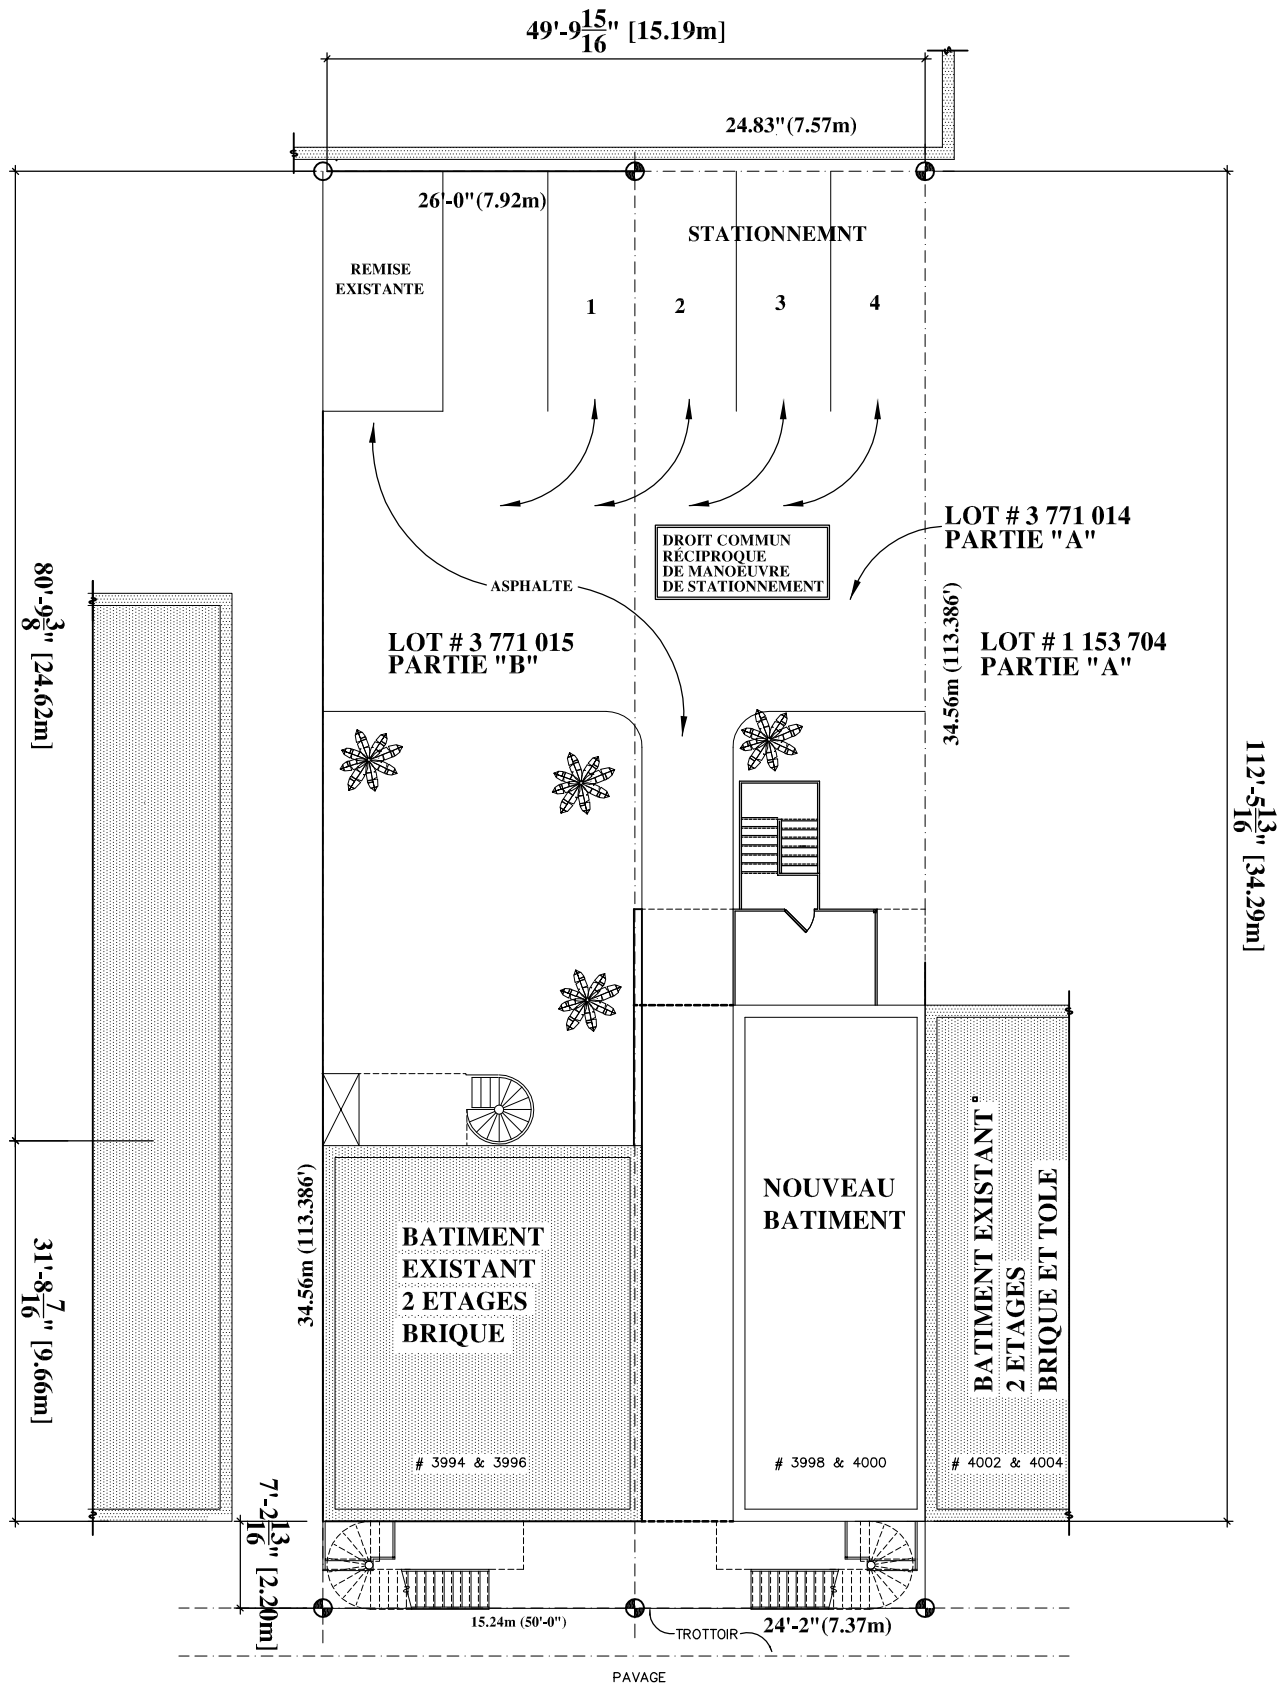 49'-9 15/16" [15.19m]
24.83"(7.57m)
26'-0"(7.92m)
STATIONNEMNT
REMISE
EXISTANTE
1
2
3
4
LOT # 3 771 014
PARTIE "A"
DROIT COMMUN
RÉCIPROQUE
DE MANOEUVRE
DE STATIONNEMENT
ASPHALTE
80'-9 3/8" [24.62m]
LOT # 3 771 015
PARTIE "B"
34.56m (113.386')
LOT # 1 153 704
PARTIE "A"
112'-5 13/16" [34.29m]
34.56m (113.386')
31'-8 7/16" [9.66m]
BATIMENT
EXISTANT
2 ETAGES
BRIQUE
# 3994 & 3996
NOUVEAU
BATIMENT
# 3998 & 4000
BATIMENT EXISTANT
2 ETAGES
BRIQUE ET TOLE
# 4002 & 4004
7'-2 13/16" [2.20m]
15.24m (50'-0")
24'-2"(7.37m)
TROTTOIR
PAVAGE